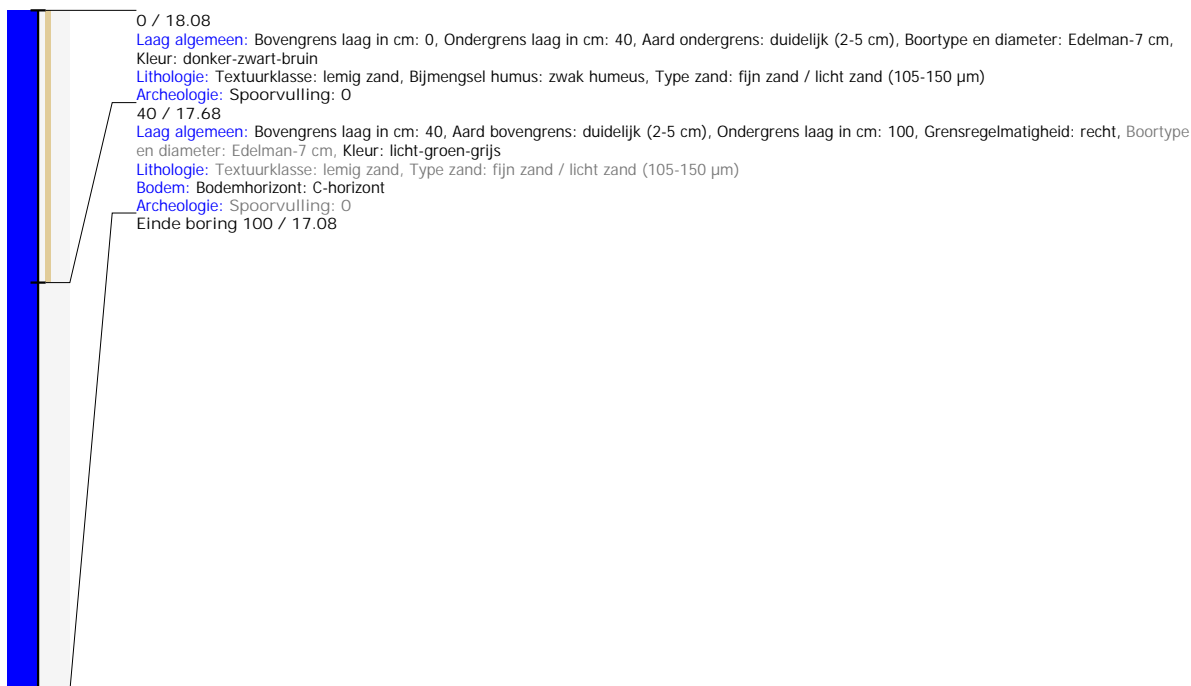 0 / 18.08
Laag algemeen: Bovengrens laag in cm: 0, Ondergrens laag in cm: 40, Aard ondergrens: duidelijk (2-5 cm), Boortype en diameter: Edelman-7 cm,
Kleur: donker-zwart-bruin
Lithologie: Textuurklasse: lemig zand, Bijmengsel humus: zwak humeus, Type zand: fijn zand / licht zand (105-150 µm)
Archeologie: Spoorvulling: 0
40 / 17.68
Laag algemeen: Bovengrens laag in cm: 40, Aard bovengrens: duidelijk (2-5 cm), Ondergrens laag in cm: 100, Grensregelmatigheid: recht, Boortype
en diameter: Edelman-7 cm, Kleur: licht-groen-grijs
Lithologie: Textuurklasse: lemig zand, Type zand: fijn zand / licht zand (105-150 µm)
Bodem: Bodemhorizont: C-horizont
Archeologie: Spoorvulling: 0
Einde boring 100 / 17.08